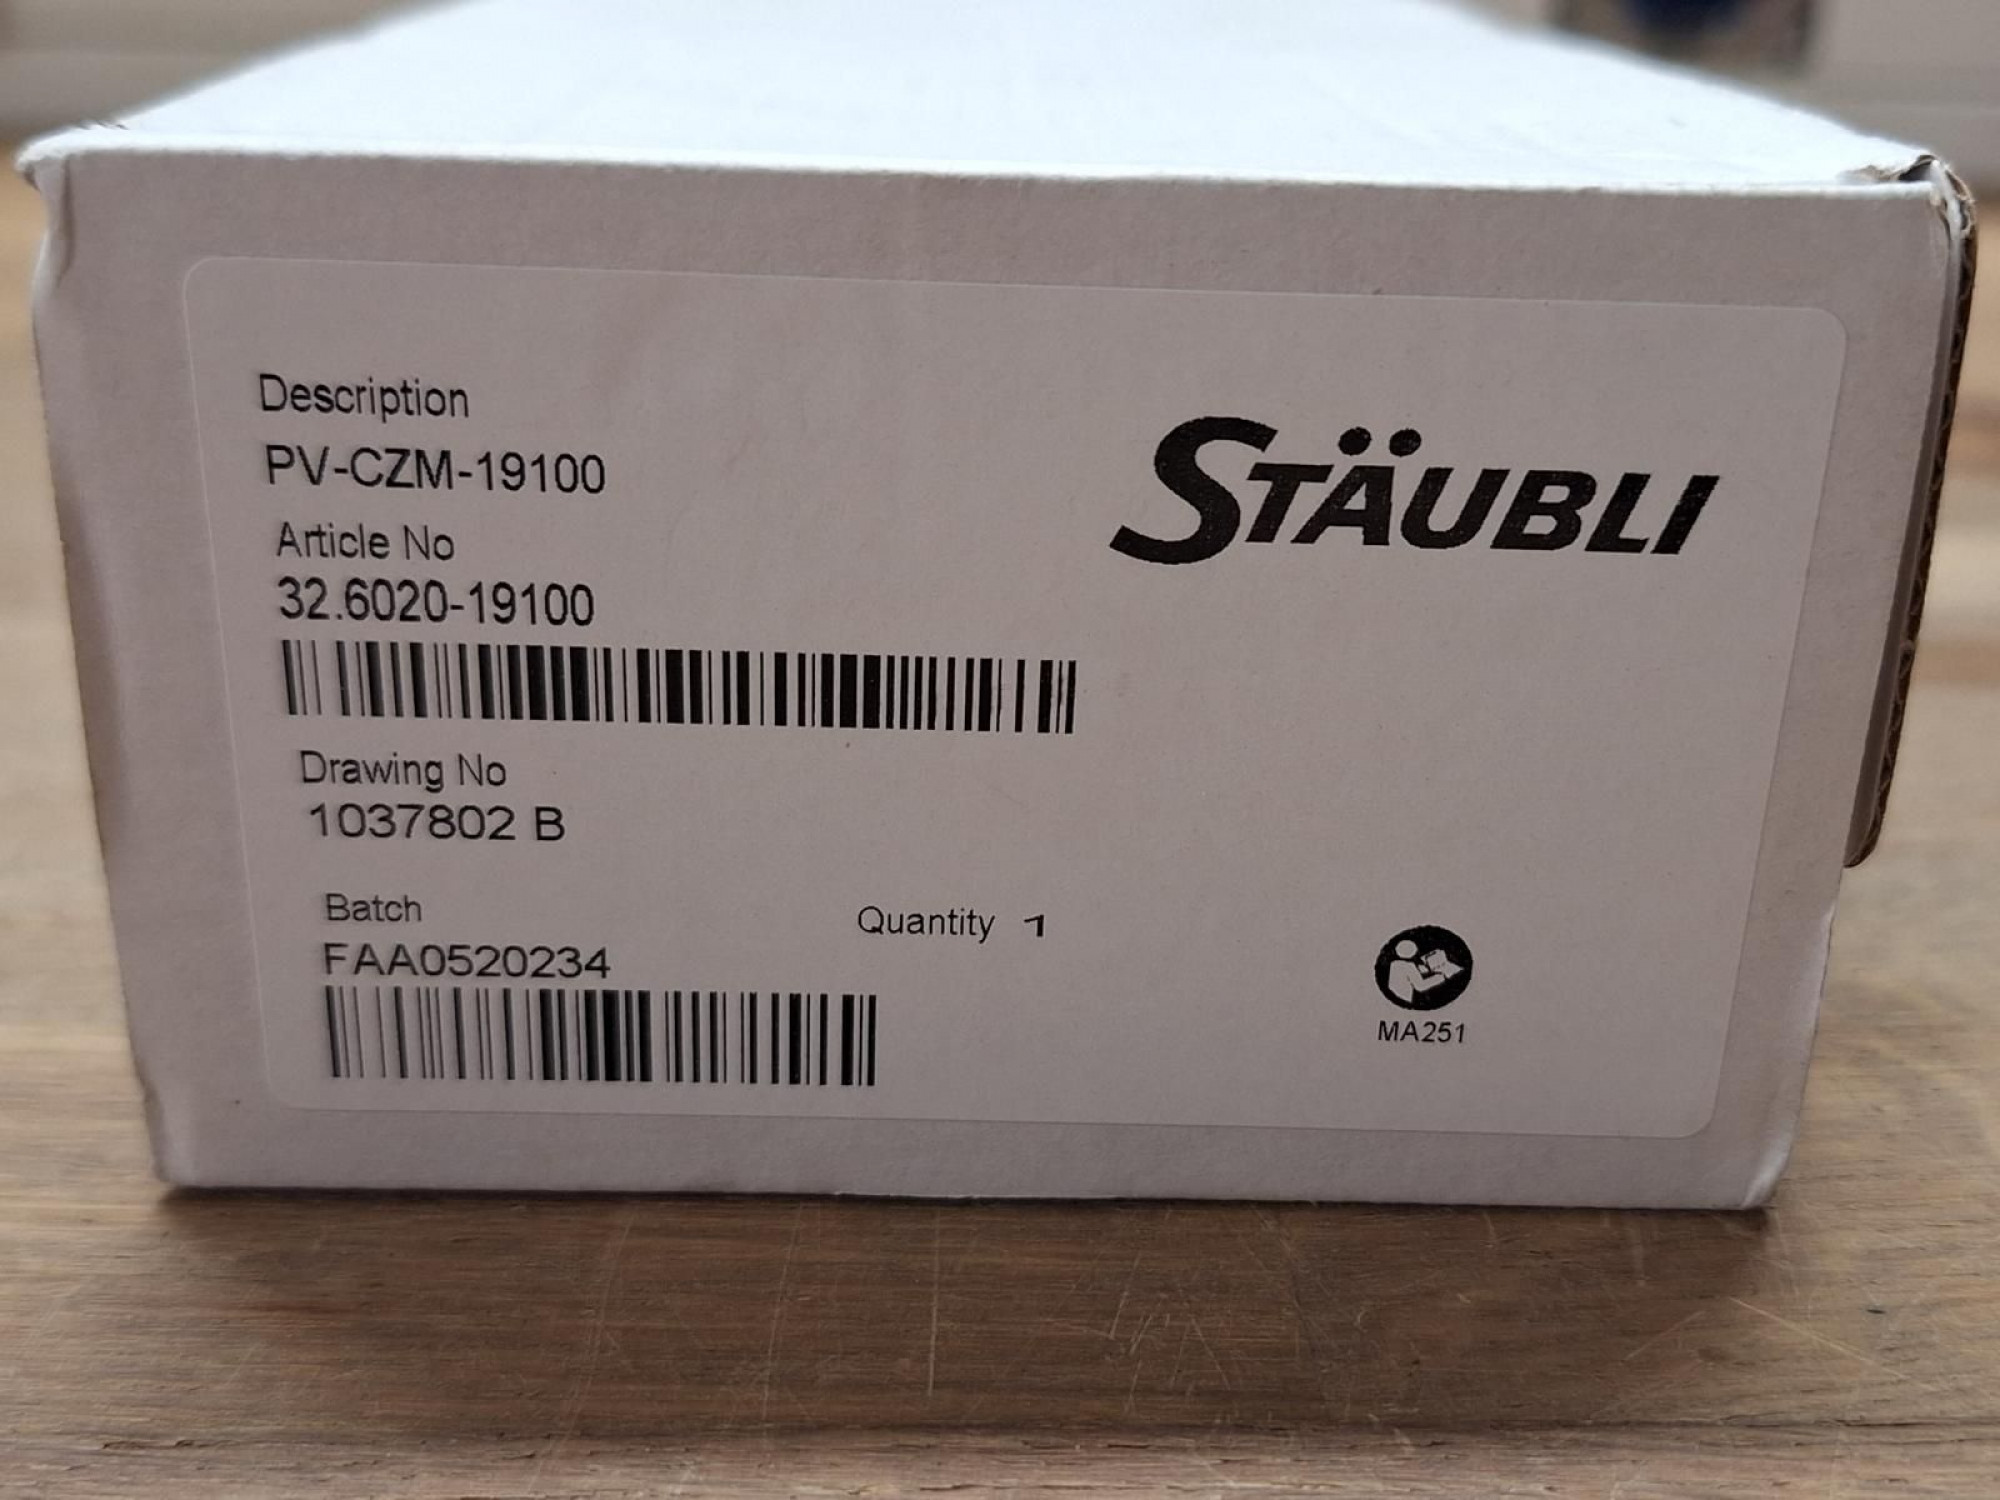 Description
PV-CZM-19100
STÄUBLI
Article No
32.6020-19100
Drawing No
1037802 B
Batch
Quantity 1
FAA0520234
MA251